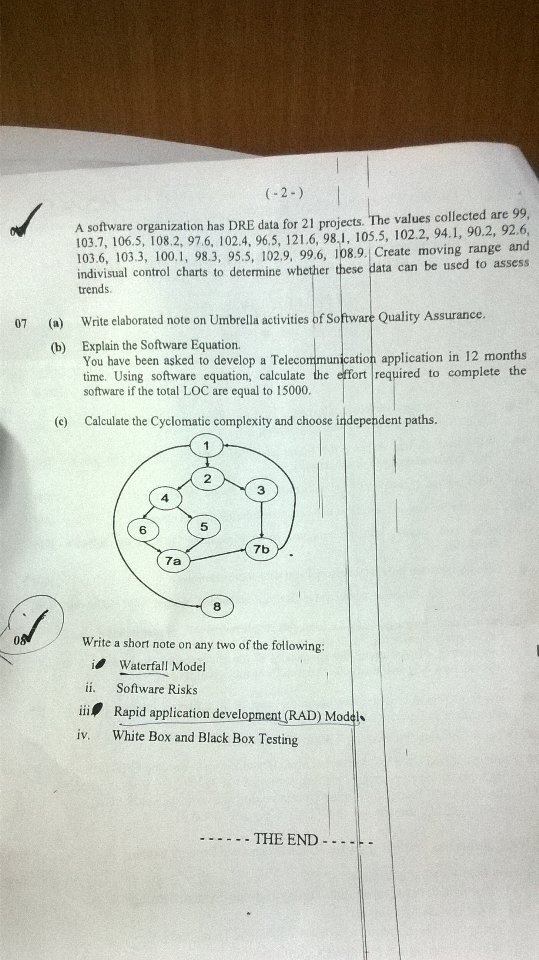 (-2-)
A software organization has DRE data for 21 projects. The values collected are 99,
103.7, 106.5, 108.2, 97.6, 102.4, 96.5, 121.6, 98.1, 105.5, 102.2, 94.1, 90.2, 92.6,
103.6, 103.3, 100.1, 98.3, 95.5, 102.9, 99.6, 108.9. Create moving range and
indivisual control charts to determine whether these data can be used to assess
trends.
07 (a) Write elaborated note on Umbrella activities of Software Quality Assurance.
(b) Explain the Software Equation.
You have been asked to develop a Telecommunication application in 12 months
time. Using software equation, calculate the effort required to complete the
software if the total LOC are equal to 15000.
(c) Calculate the Cyclomatic complexity and choose independent paths.
1
2
3
4
6
5
7b
7a
8
08
Write a short note on any two of the following:
i. Waterfall Model
ii. Software Risks
iii. Rapid application development (RAD) Model
iv. White Box and Black Box Testing
------ THE END ------